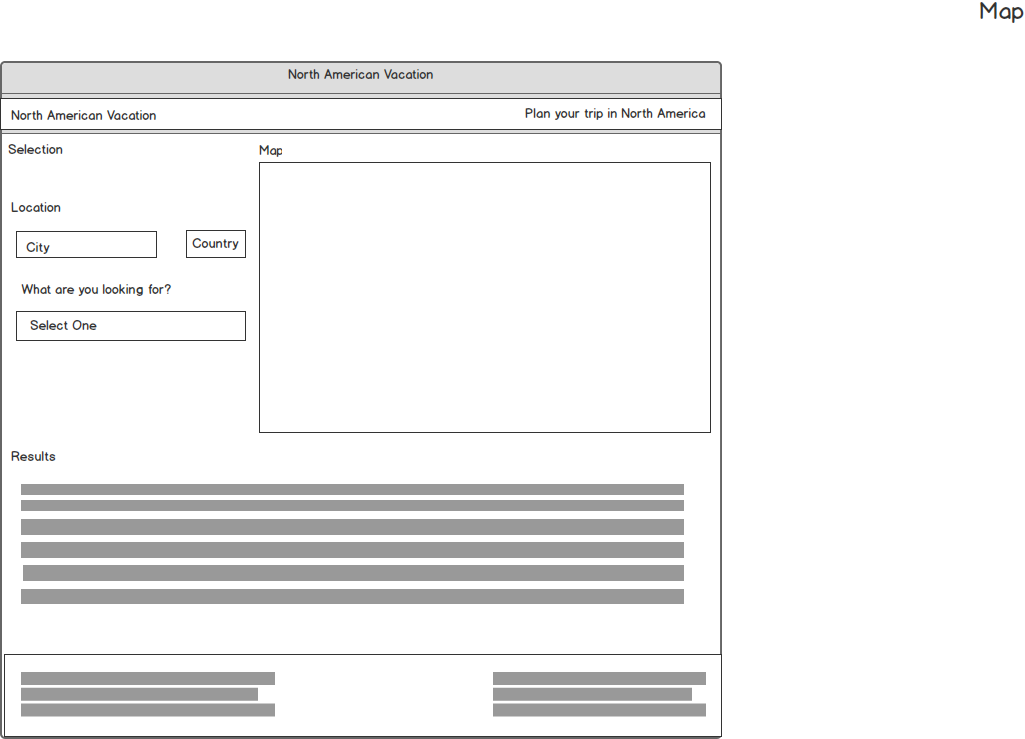 Map
North American Vacation
North American Vacation
Plan your trip in North America
Selection
Map
Location
City
Country
What are you looking for?
Select One
Results